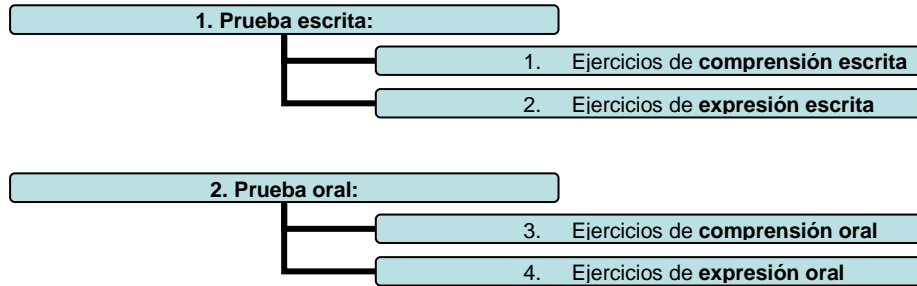 1. Prueba escrita:
1. Ejercicios de comprensión escrita
2. Ejercicios de expresión escrita
2. Prueba oral:
3. Ejercicios de comprensión oral
4. Ejercicios de expresión oral